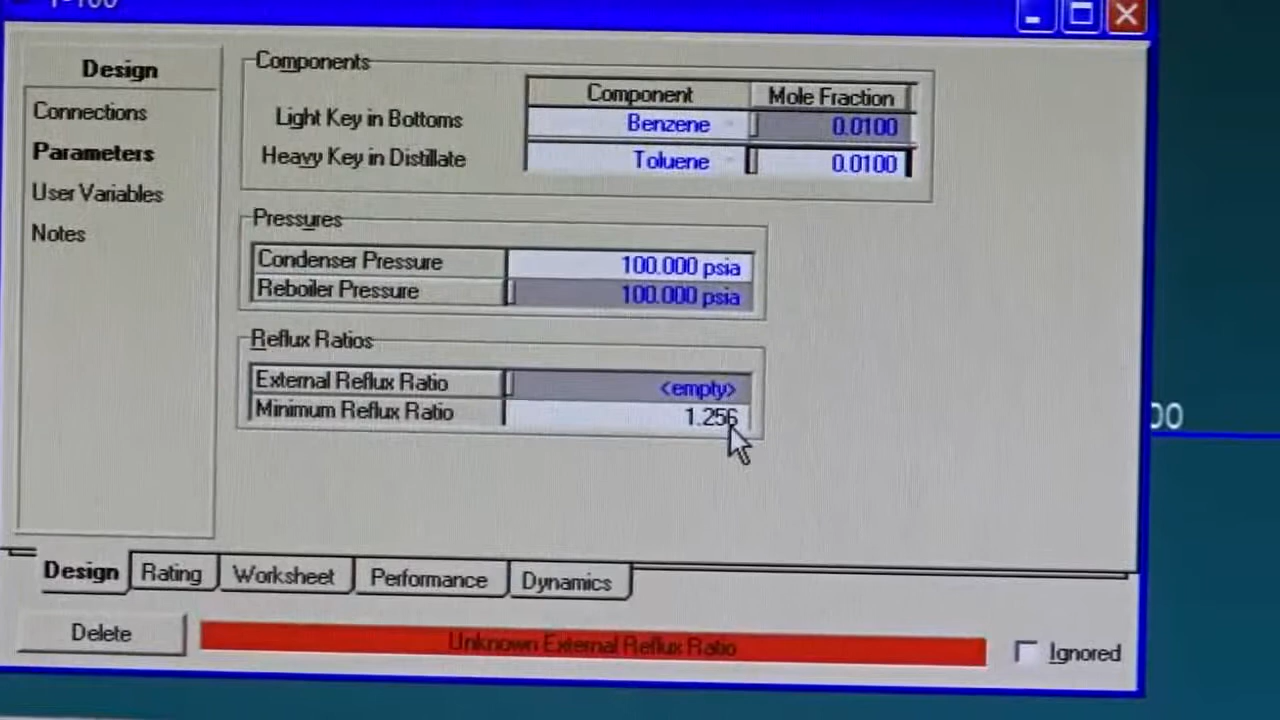 Design
Connections
Parameters
User Variables
Notes
Components
Component Mole Fraction
Light Key in Bottoms Benzene 0.0100
Heavy Key in Distillate Toluene 0.0100
Pressures
Condenser Pressure 100.000 psia
Reboiler Pressure 100.000 psia
Reflux Ratios
External Reflux Ratio <empty>
Minimum Reflux Ratio 1.256
00
Design Rating Worksheet Performance Dynamics
Delete Unknown External Reflux Ratio Ignored